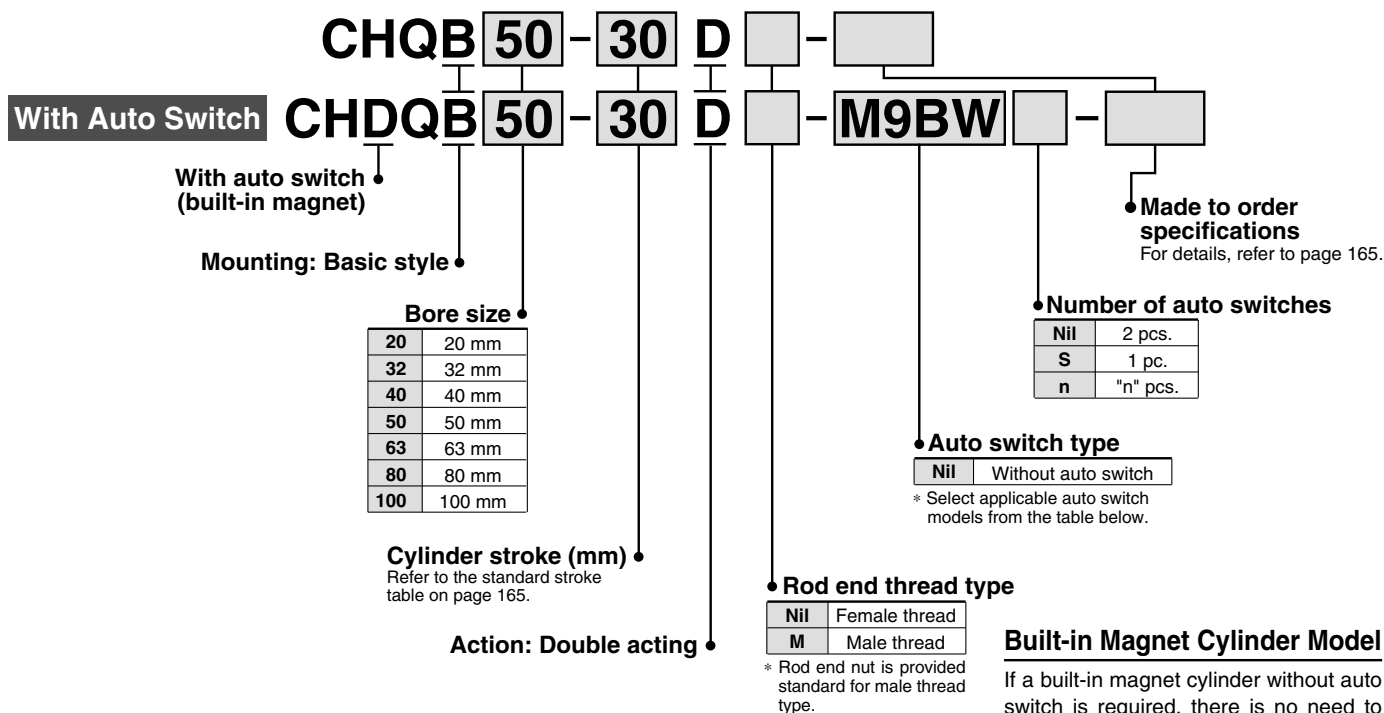 CHQB 50 - 30 D -
With Auto Switch CHDQB 50 - 30 D - M9BW -
With auto switch
(built-in magnet)
Mounting: Basic style
Bore size
20 20 mm
32 32 mm
40 40 mm
50 50 mm
63 63 mm
80 80 mm
100 100 mm
Cylinder stroke (mm)
Refer to the standard stroke
table on page 165.
Action: Double acting
Rod end thread type
Nil Female thread
M Male thread
* Rod end nut is provided
standard for male thread
type.
Auto switch type
Nil Without auto switch
* Select applicable auto switch
models from the table below.
Number of auto switches
Nil 2 pcs.
S 1 pc.
n "n" pcs.
Made to order
specifications
For details, refer to page 165.
Built-in Magnet Cylinder Model
If a built-in magnet cylinder without auto
switch is required, there is no need to